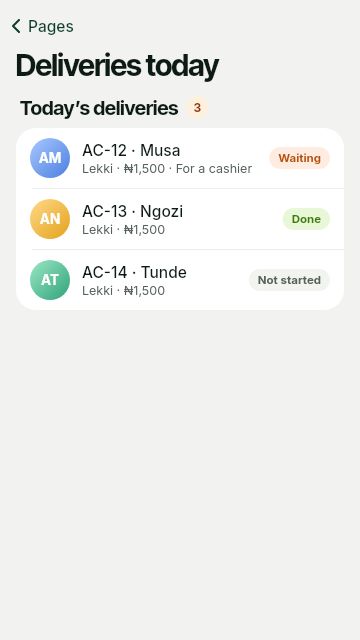 Pages
Deliveries today
Today’s deliveries 3
AM
AC-12 · Musa
Lekki · ₦1,500 · For a cashier
Waiting
AN
AC-13 · Ngozi
Lekki · ₦1,500
Done
AT
AC-14 · Tunde
Lekki · ₦1,500
Not started